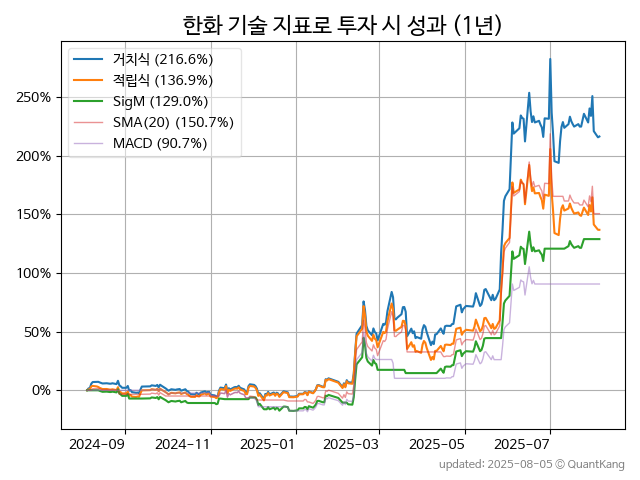 한화 기술 지표로 투자 시 성과 (1년)
거치식 (216.6%)
적립식 (136.9%)
SigM (129.0%)
SMA(20) (150.7%)
MACD (90.7%)
250%
200%
150%
100%
50%
0%
2024-09 2024-11 2025-01 2025-03 2025-05 2025-07
updated: 2025-08-05 © QuantKang